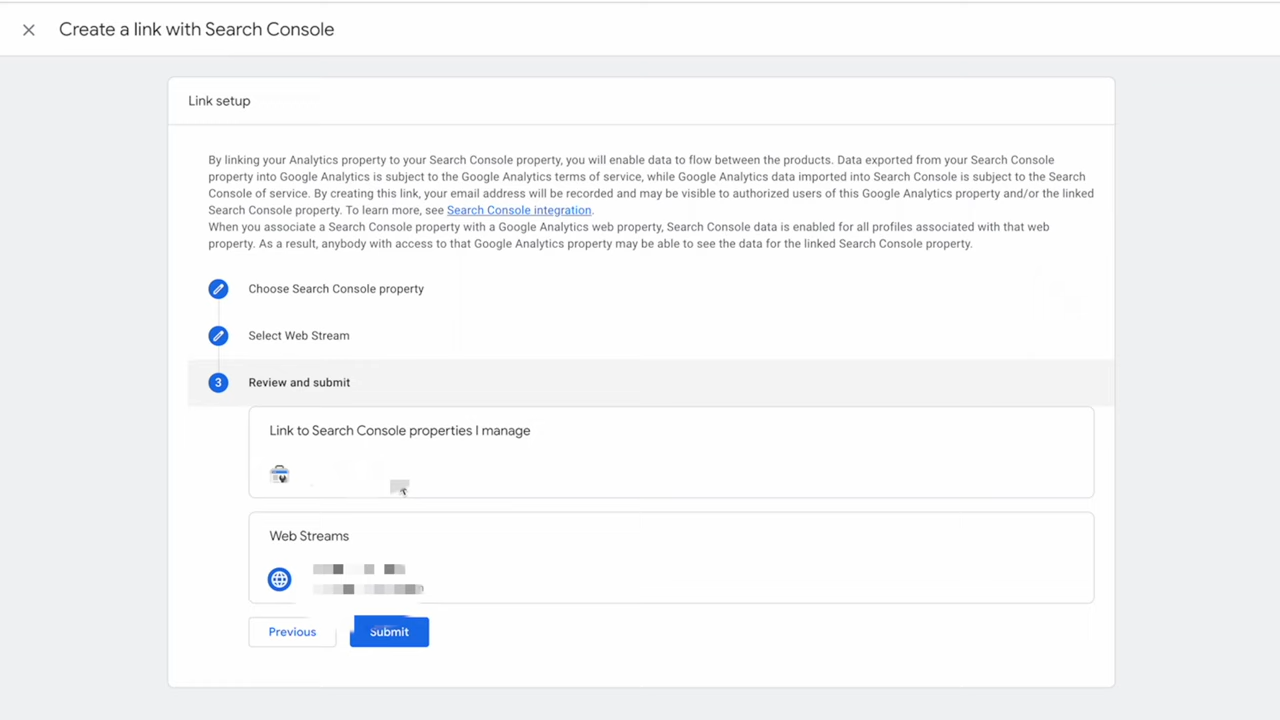 Create a link with Search Console
Link setup
By linking your Analytics property to your Search Console property, you will enable data to flow between the products. Data exported from your Search Console
property into Google Analytics is subject to the Google Analytics terms of service, while Google Analytics data imported into Search Console is subject to the Search
Console of service. By creating this link, your email address will be recorded and may be visible to authorized users of this Google Analytics property and/or the linked
Search Console property. To learn more, see Search Console integration.
When you associate a Search Console property with a Google Analytics web property, Search Console data is enabled for all profiles associated with that web
property. As a result, anybody with access to that Google Analytics property may be able to see the data for the linked Search Console property.
Choose Search Console property
Select Web Stream
3 Review and submit
Link to Search Console properties I manage
Web Streams
Previous Submit